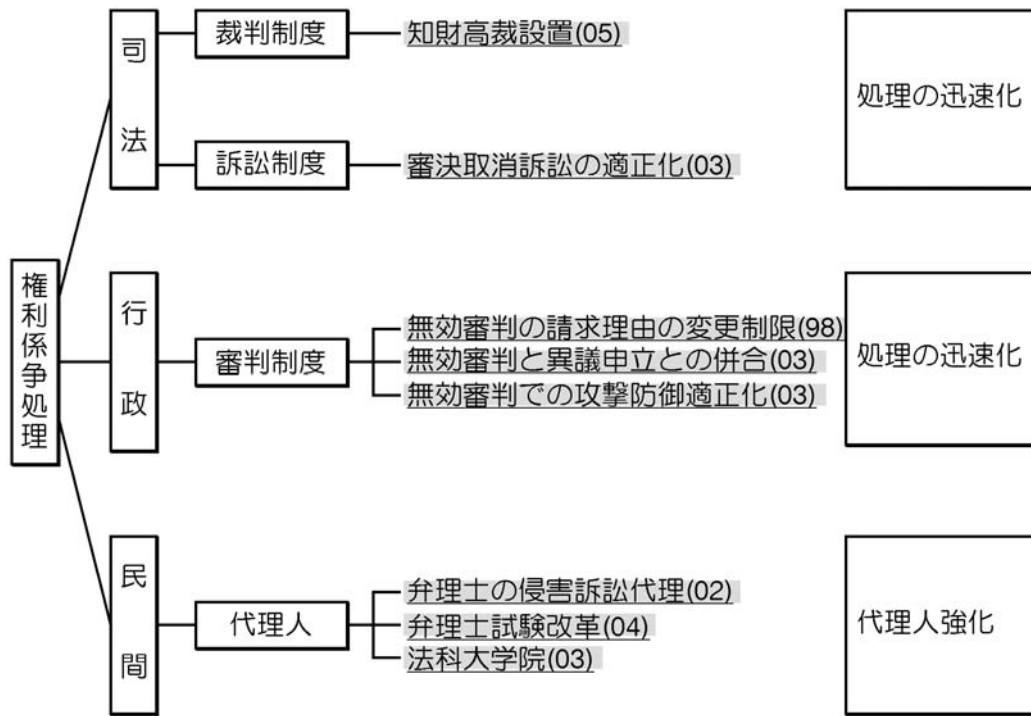 権利係争処理
司法
裁判制度
知財高裁設置(05)
訴訟制度
審決取消訴訟の適正化(03)
処理の迅速化
行政
審判制度
無効審判の請求理由の変更制限(98)
無効審判と異議申立との併合(03)
無効審判での攻撃防御適正化(03)
処理の迅速化
民間
代理人
弁理士の侵害訴訟代理(02)
弁理士試験改革(04)
法科大学院(03)
代理人強化